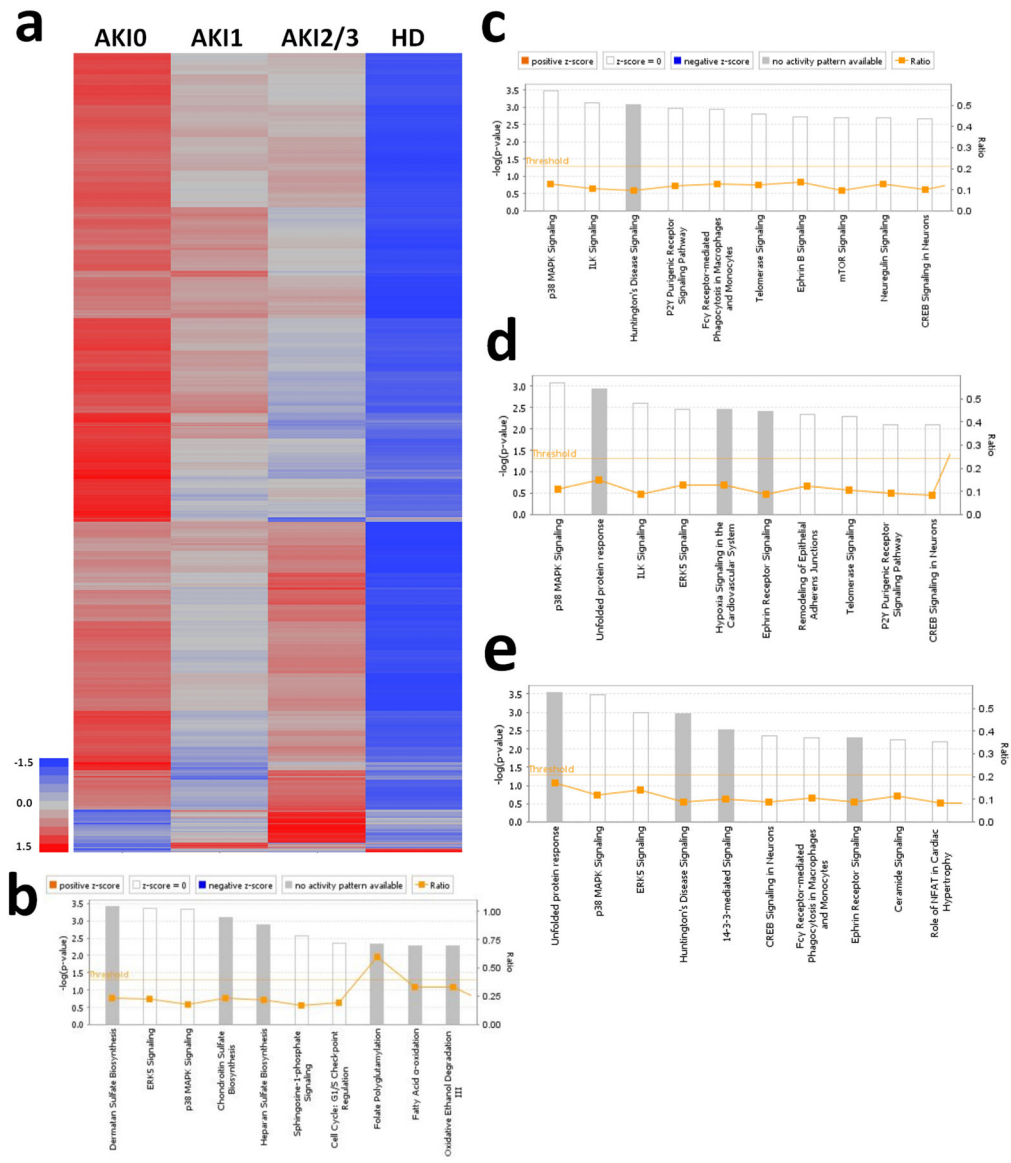 a
AKI0 AKI1 AKI2/3 HD
-1.5
0.0
1.5
b
positive z-score z-score = 0 negative z-score no activity pattern available Ratio
3.5
3.0
2.5
2.0
1.5
1.0
0.5
0.0
-log(p-value)
Threshold
1.00
0.75
0.50
0.25
0.00
Ratio
Dermatan Sulfate Biosynthesis
ERK5 Signaling
p38 MAPK Signaling
Chondroitin Sulfate
Biosynthesis
Heparan Sulfate Biosynthesis
Sphingosine-1-phosphate
Signaling
Cell Cycle: G1/S Checkpoint
Regulation
Folate Polyglutamylation
Fatty Acid α-oxidation
Oxidative Ethanol Degradation
III
c
positive z-score z-score = 0 negative z-score no activity pattern available Ratio
3.5
3.0
2.5
2.0
1.5
1.0
0.5
0.0
-log(p-value)
Threshold
0.5
0.4
0.3
0.2
0.1
0.0
Ratio
p38 MAPK Signaling
ILK Signaling
Huntington's Disease Signaling
P2Y Purigenic Receptor
Signaling Pathway
Fcγ Receptor-mediated
Phagocytosis in Macrophages
and Monocytes
Telomerase Signaling
Ephrin B Signaling
mTOR Signaling
Neuregulin Signaling
CREB Signaling in Neurons
d
3.0
2.5
2.0
1.5
1.0
0.5
0.0
-log(p-value)
Threshold
0.5
0.4
0.3
0.2
0.1
0.0
Ratio
p38 MAPK Signaling
Unfolded protein response
ILK Signaling
ERK5 Signaling
Hypoxia Signaling in the
Cardiovascular System
Ephrin Receptor Signaling
Remodeling of Epithelial
Adherens Junctions
Telomerase Signaling
P2Y Purigenic Receptor
Signaling Pathway
CREB Signaling in Neurons
e
3.5
3.0
2.5
2.0
1.5
1.0
0.5
0.0
-log(p-value)
Threshold
0.5
0.4
0.3
0.2
0.1
0.0
Ratio
Unfolded protein response
p38 MAPK Signaling
ERK5 Signaling
Huntington's Disease Signaling
14-3-3-mediated Signaling
CREB Signaling in Neurons
Fcγ Receptor-mediated
Phagocytosis in Macrophages
and Monocytes
Ephrin Receptor Signaling
Ceramide Signaling
Role of NFAT in Cardiac
Hypertrophy